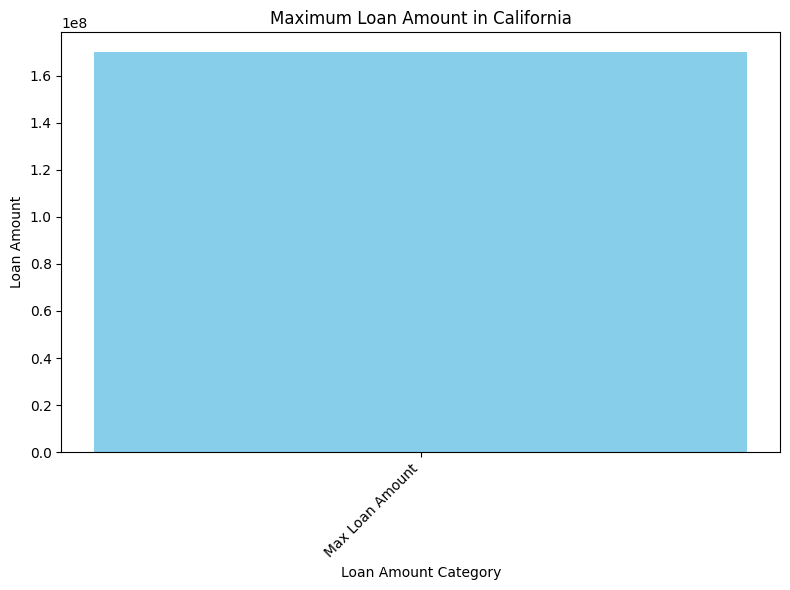 Maximum Loan Amount in California
1e8
1.6
1.4
1.2
1.0
0.8
0.6
0.4
0.2
0.0
Loan Amount
Max Loan Amount
Loan Amount Category